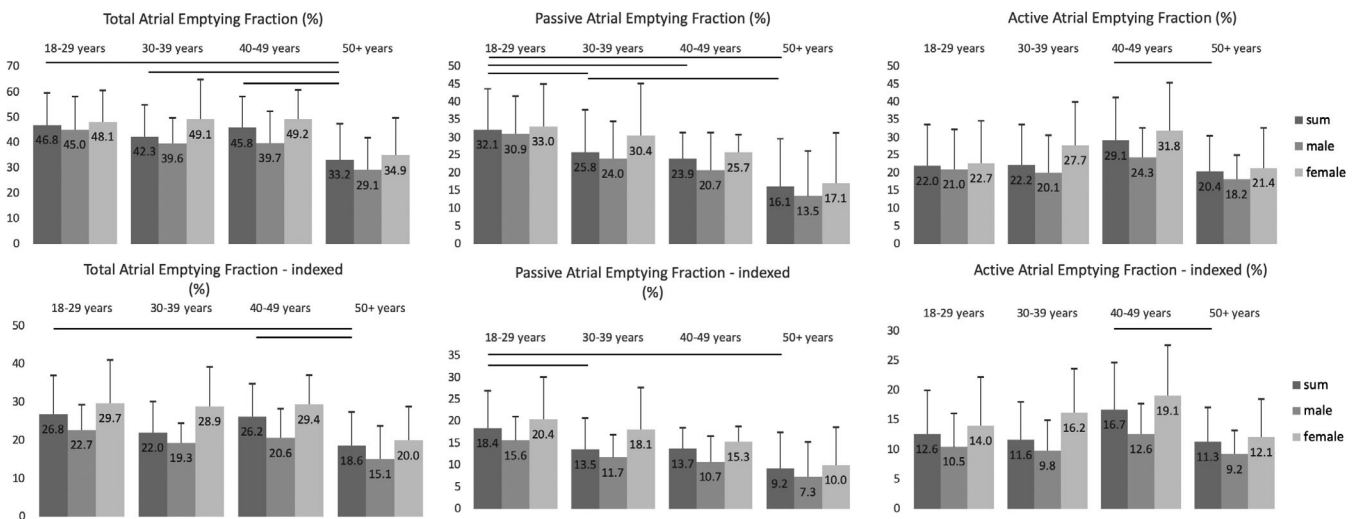 Total Atrial Emptying Fraction (%)
18-29 years 30-39 years 40-49 years 50+ years
70
60
50
40
30
20
10
0
46.8 45.0 48.1 42.3 39.6 49.1 45.8 39.7 49.2 33.2 29.1 34.9
Passive Atrial Emptying Fraction (%)
18-29 years 30-39 years 40-49 years 50+ years
50
45
40
35
30
25
20
15
10
5
0
32.1 30.9 33.0 25.8 24.0 30.4 23.9 20.7 25.7 16.1 13.5 17.1
Active Atrial Emptying Fraction (%)
18-29 years 30-39 years 40-49 years 50+ years
50
45
40
35
30
25
20
15
10
5
0
22.0 21.0 22.7 22.2 20.1 27.7 29.1 24.3 31.8 20.4 18.2 21.4
sum
male
female
Total Atrial Emptying Fraction - indexed
(%)
18-29 years 30-39 years 40-49 years 50+ years
50
40
30
20
10
0
26.8 22.7 29.7 22.0 19.3 28.9 26.2 20.6 29.4 18.6 15.1 20.0
Passive Atrial Emptying Fraction - indexed
(%)
18-29 years 30-39 years 40-49 years 50+ years
35
30
25
20
15
10
5
0
18.4 15.6 20.4 13.5 11.7 18.1 13.7 10.7 15.3 9.2 7.3 10.0
Active Atrial Emptying Fraction - indexed (%)
18-29 years 30-39 years 40-49 years 50+ years
30
25
20
15
10
5
0
12.6 10.5 14.0 11.6 9.8 16.2 16.7 12.6 19.1 11.3 9.2 12.1
sum
male
female